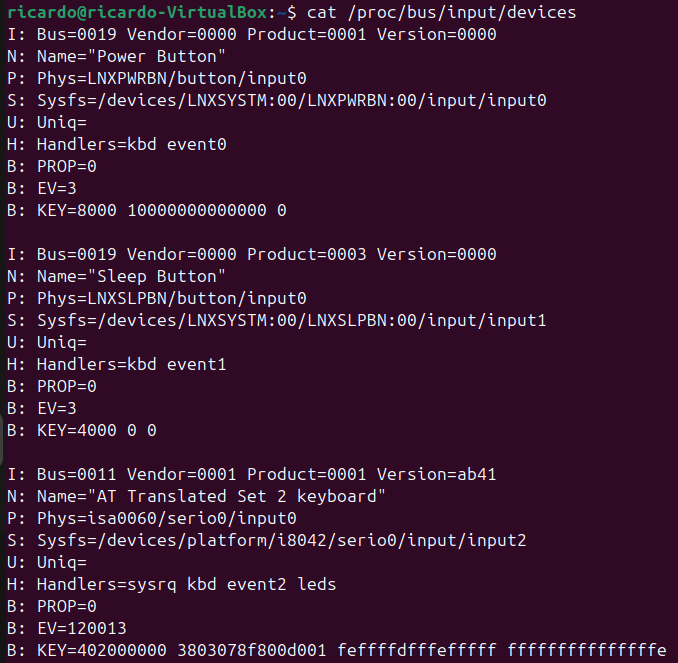 ricardo@ricardo-VirtualBox:~$ cat /proc/bus/input/devices
I: Bus=0019 Vendor=0000 Product=0001 Version=0000
N: Name="Power Button"
P: Phys=LNXPWRBN/button/input0
S: Sysfs=/devices/LNXSYSTM:00/LNXPWRBN:00/input/input0
U: Uniq=
H: Handlers=kbd event0
B: PROP=0
B: EV=3
B: KEY=8000 10000000000000 0
I: Bus=0019 Vendor=0000 Product=0003 Version=0000
N: Name="Sleep Button"
P: Phys=LNXSLPBN/button/input0
S: Sysfs=/devices/LNXSYSTM:00/LNXSLPBN:00/input/input1
U: Uniq=
H: Handlers=kbd event1
B: PROP=0
B: EV=3
B: KEY=4000 0 0
I: Bus=0011 Vendor=0001 Product=0001 Version=ab41
N: Name="AT Translated Set 2 keyboard"
P: Phys=isa0060/serio0/input0
S: Sysfs=/devices/platform/i8042/serio0/input/input2
U: Uniq=
H: Handlers=sysrq kbd event2 leds
B: PROP=0
B: EV=120013
B: KEY=402000000 3803078f800d001 feffffdfffefffff fffffffffffffffe